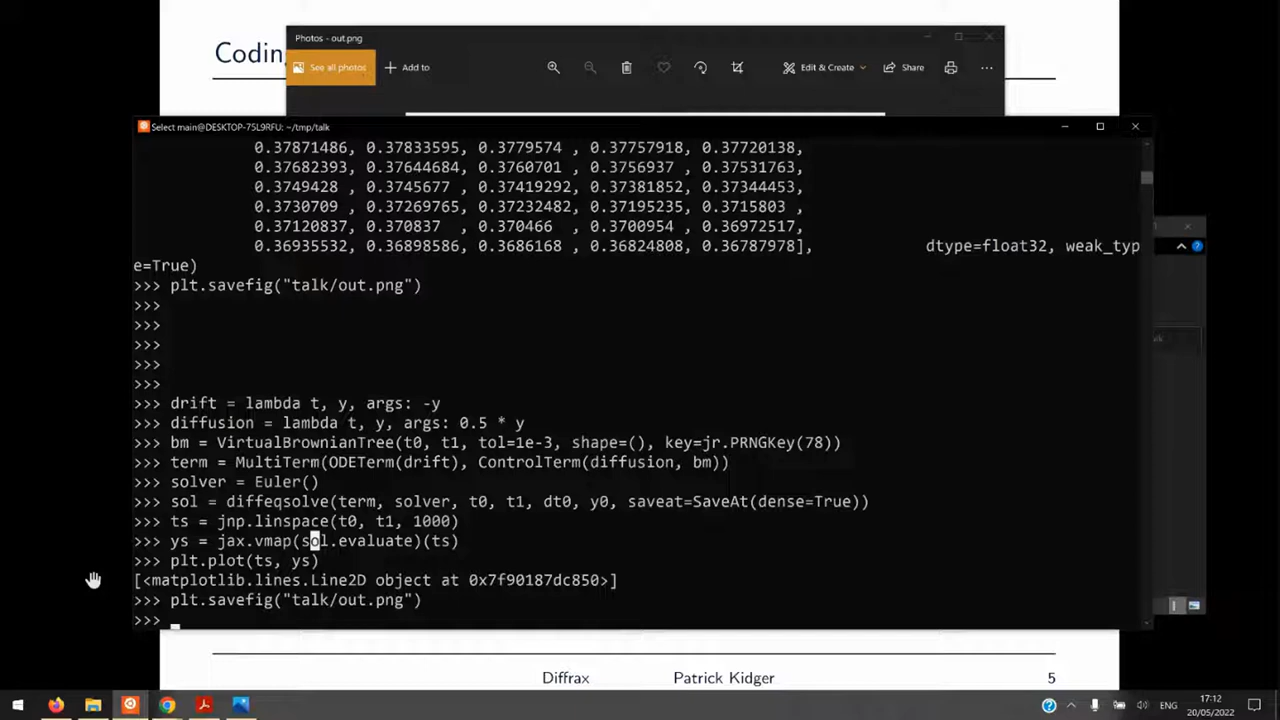 Coding
Photos - out.png
See all photos
Add to
Edit & Create
Share
Select main@DESKTOP-75L9RFU: ~/tmp/talk
0.37871486, 0.37833595, 0.3779574 , 0.37757918, 0.37720138,
0.37682393, 0.37644684, 0.3760701 , 0.3756937 , 0.37531763,
0.3749428 , 0.3745677 , 0.37419292, 0.37381852, 0.37344453,
0.3730709 , 0.37269765, 0.37232482, 0.37195235, 0.3715803 ,
0.37120837, 0.370837 , 0.370466 , 0.3700954 , 0.36972517,
0.36935532, 0.36898586, 0.3686168 , 0.36824808, 0.36787978], dtype=float32, weak_typ
e=True)
>>> plt.savefig("talk/out.png")
>>>
>>>
>>>
>>>
>>>
>>> drift = lambda t, y, args: -y
>>> diffusion = lambda t, y, args: 0.5 * y
>>> bm = VirtualBrownianTree(t0, t1, tol=1e-3, shape=(), key=jr.PRNGKey(78))
>>> term = MultiTerm(ODETerm(drift), ControlTerm(diffusion, bm))
>>> solver = Euler()
>>> sol = diffeqsolve(term, solver, t0, t1, dt0, y0, saveat=SaveAt(dense=True))
>>> ts = jnp.linspace(t0, t1, 1000)
>>> ys = jax.vmap(sol.evaluate)(ts)
>>> plt.plot(ts, ys)
[<matplotlib.lines.Line2D object at 0x7f90187dc850>]
>>> plt.savefig("talk/out.png")
>>>
Diffrax Patrick Kidger 5
ENG
17:12
20/05/2022